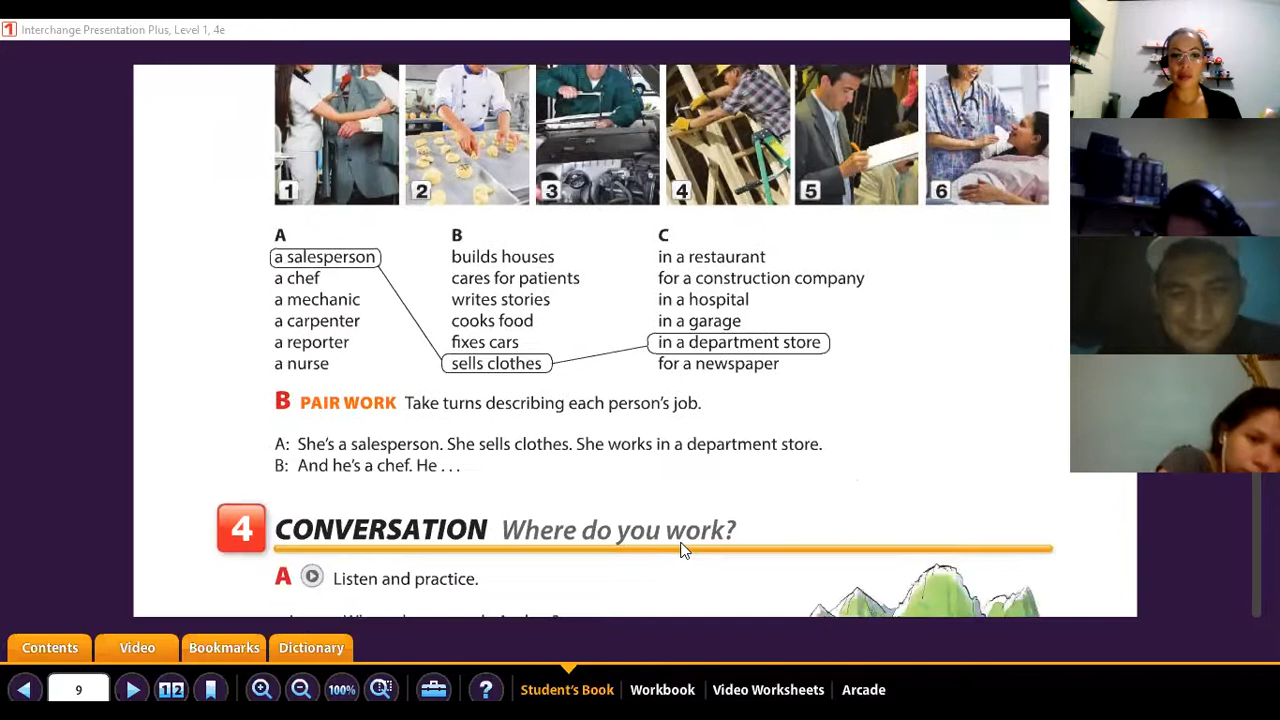 Interchange Presentation Plus, Level 1, 4e
1 2 3 4 5 6
A B C
a salesperson builds houses in a restaurant
a chef cares for patients for a construction company
a mechanic writes stories in a hospital
a carpenter cooks food in a garage
a reporter fixes cars in a department store
a nurse sells clothes for a newspaper
B PAIR WORK Take turns describing each person's job.
A: She's a salesperson. She sells clothes. She works in a department store.
B: And he's a chef. He . . .
4 CONVERSATION Where do you work?
A Listen and practice.
Contents Video Bookmarks Dictionary
9 1 2 100% ? Student's Book Workbook Video Worksheets Arcade